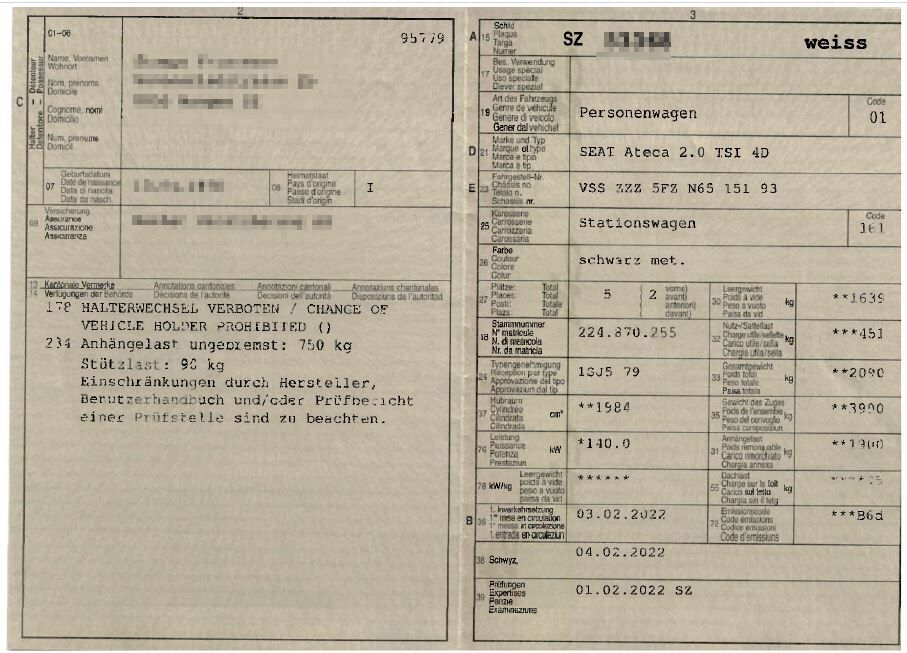 2
01-06
95779
C
Halter Détenteur
Detentore Possessur
Name, Vornamen
Wohnort
Nom, prénoms
Domicile
Cognome, nomi
Domicilio
Num, prenums
Domicil
07
Geburtsdatum
Date de naissance
Data di nascita
Data da nasch.
08
Heimatstaat
Pays d'origine
Paese d'origine
Stadi d'origin
I
09
Versicherung
Assurance
Assicurazione
Assicuranza
13 Kantonale Vermerke Annotations cantonales Annotazioni cantonali Annotaziuns chantunalas
14 Verfügungen der Behörde Décisions de l'autorité Decisioni dell'autorità Disposiziuns da l'autoritad
178 HALTERWECHSEL VERBOTEN / CHANGE OF
VEHICLE HOLDER PROHIBITED ()
234 Anhängelast ungebremst: 750 kg
Stützlast: 90 kg
Einschränkungen durch Hersteller,
Benutzerhandbuch und/oder Prüfbericht
einer Prüfstelle sind zu beachten.
3
A 15
Schild
Plaque
Targa
Numer
SZ
weiss
17
Bes. Verwendung
Usage spécial
Uso speciale
Diever spezial
19
Art des Fahrzeugs
Genre de véhicule
Genere di veicolo
Gener dal vehichel
Personenwagen
Code
01
D 21
Marke und Typ
Marque et type
Marca e tipo
Marca e tip
SEAT Ateca 2.0 TSI 4D
E 23
Fahrgestell-Nr.
Châssis no
Telaio n.
Schassis nr.
VSS ZZZ 5FZ N65 151 93
25
Karosserie
Carrosserie
Carrozzeria
Carossaria
Stationswagen
Code
161
26
Farbe
Couleur
Colore
Colur
schwarz met.
27
Plätze: Total
Places: Total
Posti: Totale
Plazs: Total
5
( vorne)
( 2 avant)
( anteriori)
( davant)
30
Leergewicht
Poids à vide
Peso a vuoto
Paisa da vid
kg
**1639
18
Stammnummer
N° matricule
N. di matricola
Nr. da matricla
224.870.255
32
Nutz-/Sattellast
Charge utile/sellette
Carico utile/sella
Chargia utila/sella
kg
***451
24
Typengenehmigung
Réception par type
Approvazione del tipo
Approvaziun dal tip
1SJ5 79
33
Gesamtgewicht
Poids total
Peso totale
Paisa totala
kg
**2090
37
Hubraum
Cylindrée
Cilindrata
Cilindrada
cm³
**1984
35
Gewicht des Zuges
Poids de l'ensemble
Peso del convoglio
Paisa cumposiziun
kg
**3990
76
Leistung
Puissance
Potenza
Prestaziun
kW
*140.0
31
Anhängelast
Poids remorquable
Carico rimorchiato
Chargia annexa
kg
**1900
78 kW/kg
Leergewicht
poids à vide
peso a vuoto
paisa da vid
******
55
Dachlast
Charge sur le toit
Carico sul tetto
Chargia sin il tetg
kg
****75
B 36
1. Inverkehrsetzung
1re mise en circulation
1a messa in circolazione
1. entrada en circulaziun
03.02.2022
72
Emissionscode
Code émissions
Codice emissioni
Code d'emissiuns
***B6d
38 Schwyz,
04.02.2022
39
Prüfungen
Expertises
Perizie
Examinaziuns
01.02.2022 SZ